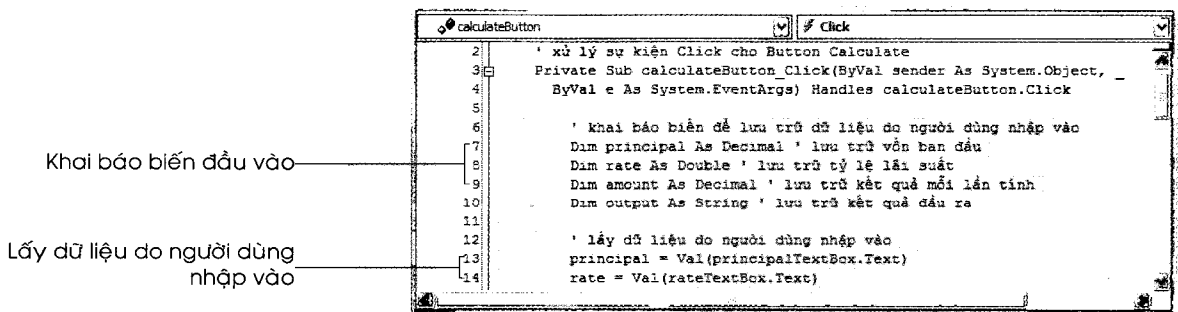 calculateButton Click
2 ' xử lý sự kiện Click cho Button Calculate
3 Private Sub calculateButton_Click(ByVal sender As System.Object, _
4 ByVal e As System.EventArgs) Handles calculateButton.Click
5
6 ' khai báo biến để lưu trữ dữ liệu do người dùng nhập vào
Khai báo biến đầu vào
7 Dim principal As Decimal ' lưu trữ vốn ban đầu
8 Dim rate As Double ' lưu trữ tỷ lệ lãi suất
9 Dim amount As Decimal ' lưu trữ kết quả mỗi lần tính
10 Dim output As String ' lưu trữ kết quả đầu ra
11
12 ' lấy dữ liệu do người dùng nhập vào
Lấy dữ liệu do người dùng
nhập vào
13 principal = Val(principalTextBox.Text)
14 rate = Val(rateTextBox.Text)